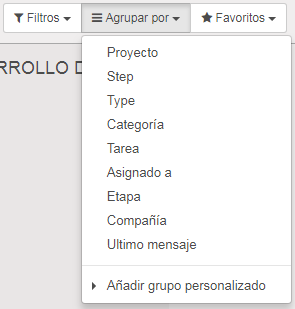 Filtros Agrupar por Favoritos
RROLLO D
Proyecto
Step
Type
Categoría
Tarea
Asignado a
Etapa
Compañía
Ultimo mensaje
Añadir grupo personalizado